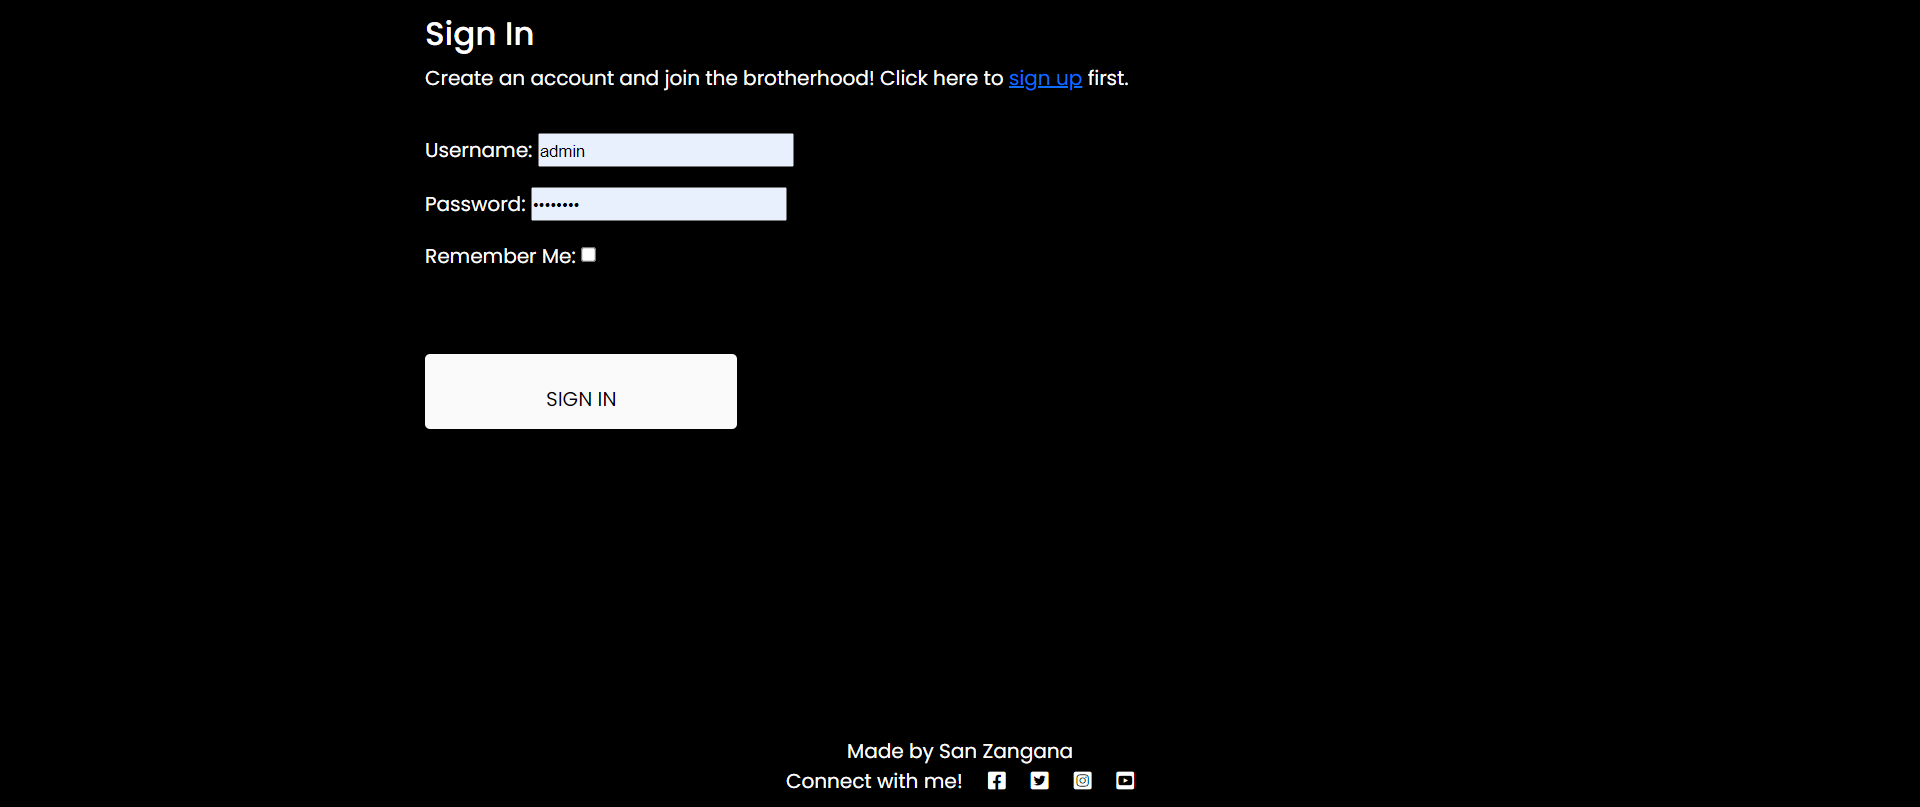 Sign In
Create an account and join the brotherhood! Click here to sign up first.
Username: admin
Password: ••••••••
Remember Me:
SIGN IN
Made by San Zangana
Connect with me!